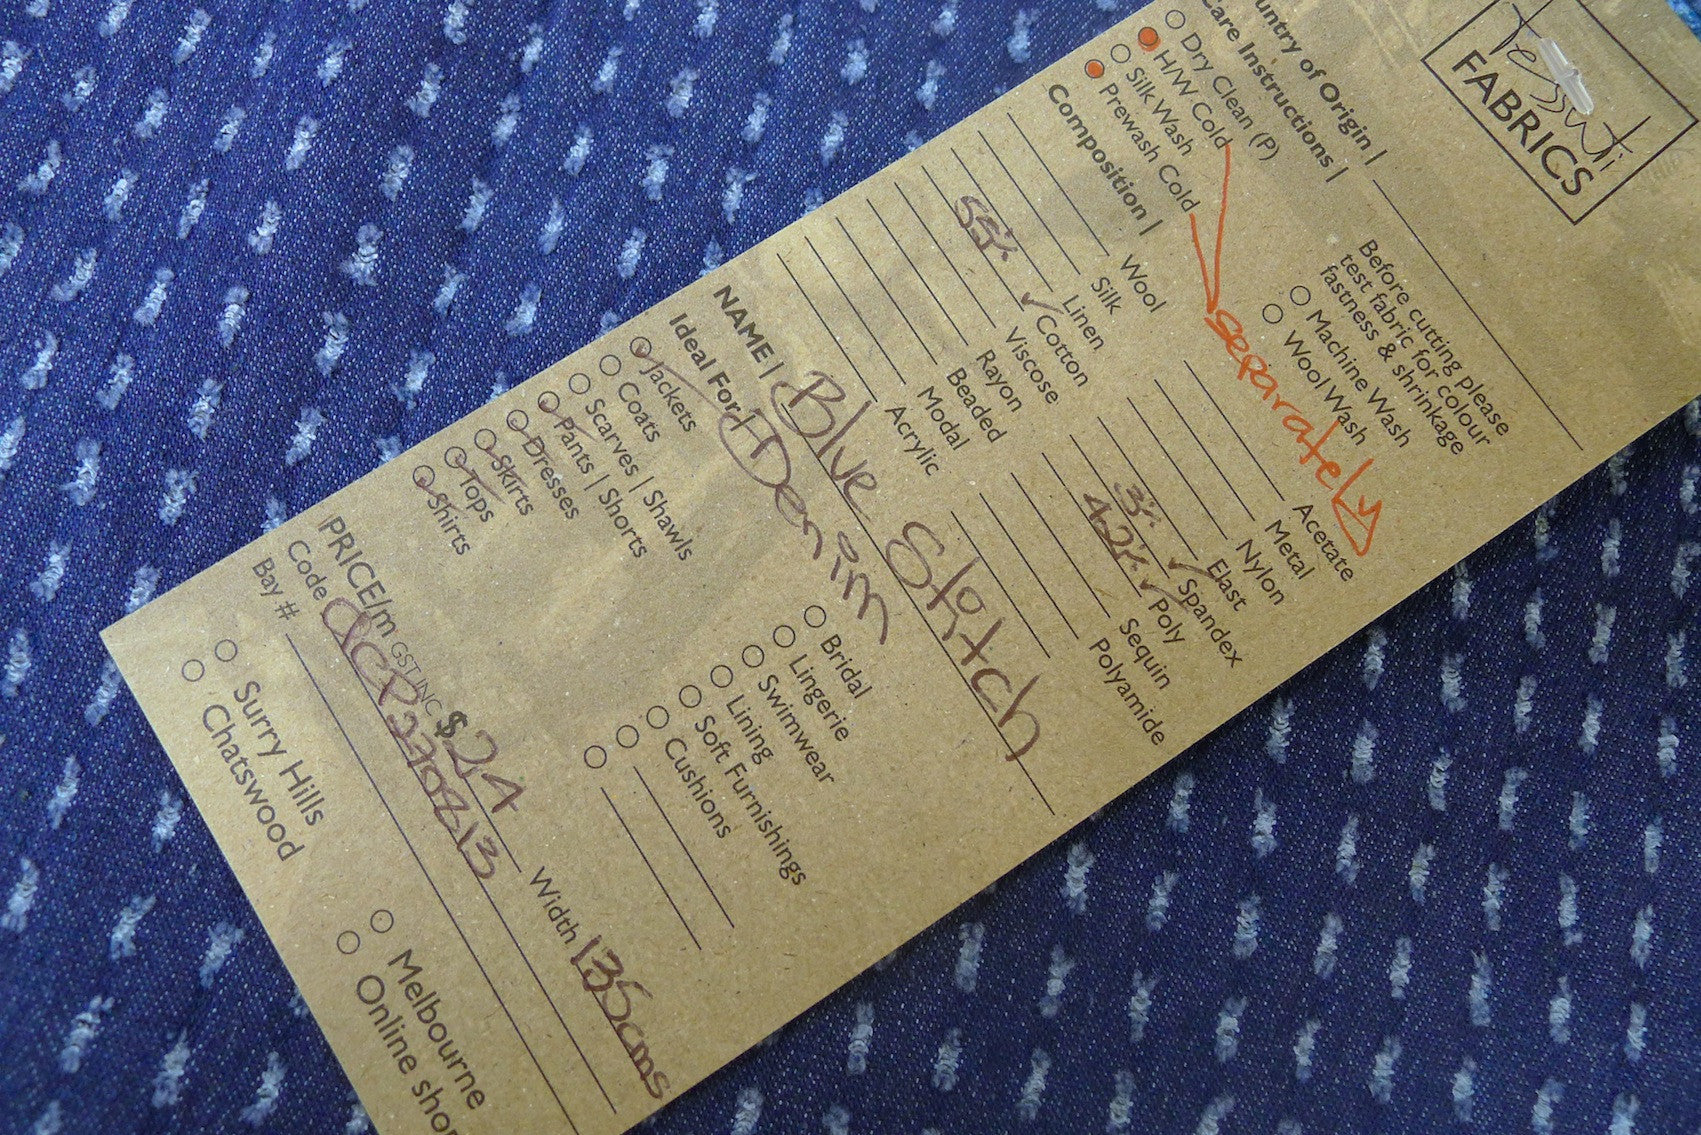 Tessuti
FABRICS
untry of Origin |
Care Instructions |
Dry Clean (P)
H/W Cold
Silk Wash
Prewash Cold
separately
Before cutting please
test fabric for colour
fastness & shrinkage
Machine Wash
Wool Wash
Composition |
Wool
Silk
Linen
55% ✓ Cotton
Viscose
Rayon
Beaded
Modal
Acrylic
Acetate
Metal
Nylon
Elast
3% ✓ Spandex
42% ✓ Poly
Sequin
Polyamide
NAME | Blue Sketch
Denim
Ideal For |
Jackets
Coats
Scarves | Shawls
Pants | Shorts
Dresses
Skirts
Tops
Shirts
Bridal
Lingerie
Swimwear
Lining
Soft Furnishings
Cushions
PRICE/m GST INC $24 Width 135cms
Code
Bay #
Surry Hills
Chatswood
Melbourne
Online shop